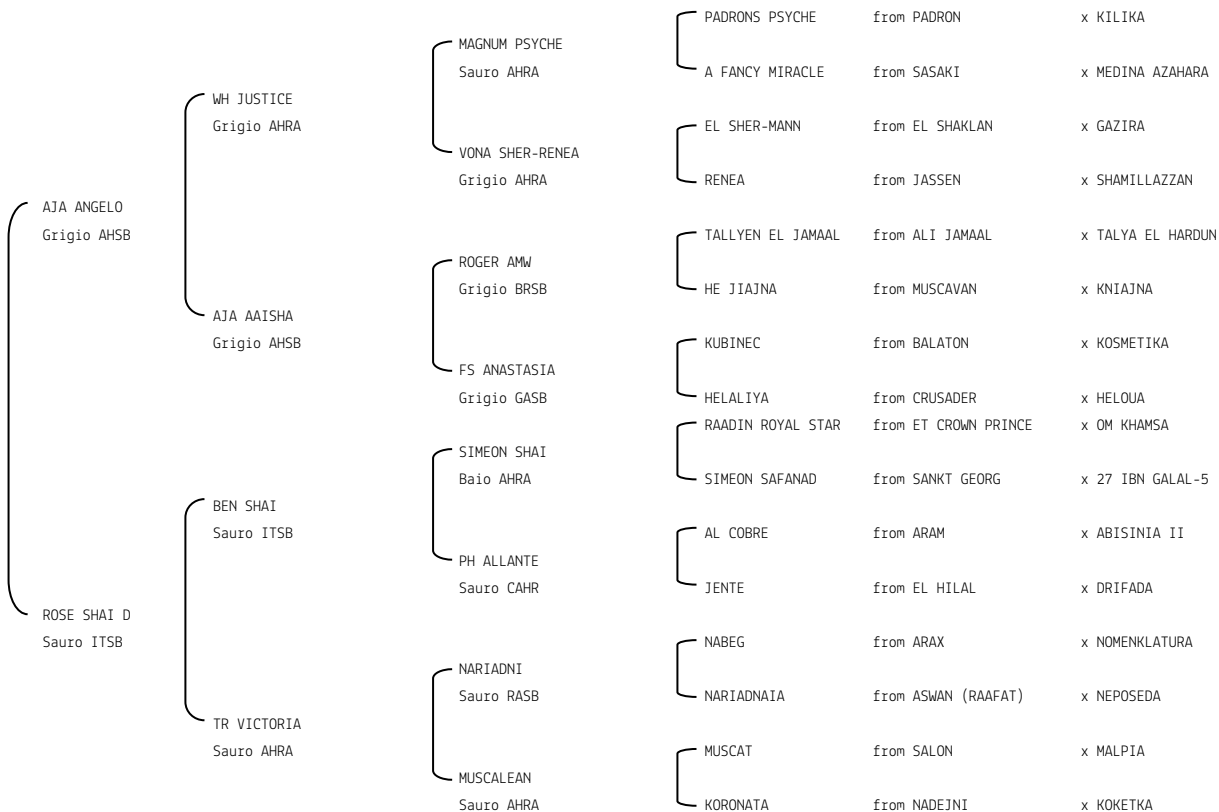 PADRONS PSYCHE from PADRON x KILIKA
MAGNUM PSYCHE
Sauro AHRA
A FANCY MIRACLE from SASAKI x MEDINA AZAHARA
WH JUSTICE
Grigio AHRA
EL SHER-MANN from EL SHAKLAN x GAZIRA
VONA SHER-RENEA
Grigio AHRA
RENEA from JASSEN x SHAMILLAZZAN
AJA ANGELO
Grigio AHSB
TALLYEN EL JAMAAL from ALI JAMAAL x TALYA EL HARDUN
ROGER AMW
Grigio BRSB
HE JIAJNA from MUSCAVAN x KNIAJNA
AJA AAISHA
Grigio AHSB
KUBINEC from BALATON x KOSMETIKA
FS ANASTASIA
Grigio GASB
HELALIYA from CRUSADER x HELOUA
RAADIN ROYAL STAR from ET CROWN PRINCE x OM KHAMSA
SIMEON SHAI
Baio AHRA
SIMEON SAFANAD from SANKT GEORG x 27 IBN GALAL-5
BEN SHAI
Sauro ITSB
AL COBRE from ARAM x ABISINIA II
PH ALLANTE
Sauro CAHR
JENTE from EL HILAL x DRIFADA
ROSE SHAI D
Sauro ITSB
NABEG from ARAX x NOMENKLATURA
NARIADNI
Sauro RASB
NARIADNAIA from ASWAN (RAAFAT) x NEPOSEDA
TR VICTORIA
Sauro AHRA
MUSCAT from SALON x MALPIA
MUSCALEAN
Sauro AHRA
KORONATA from NADEJNI x KOKETKA